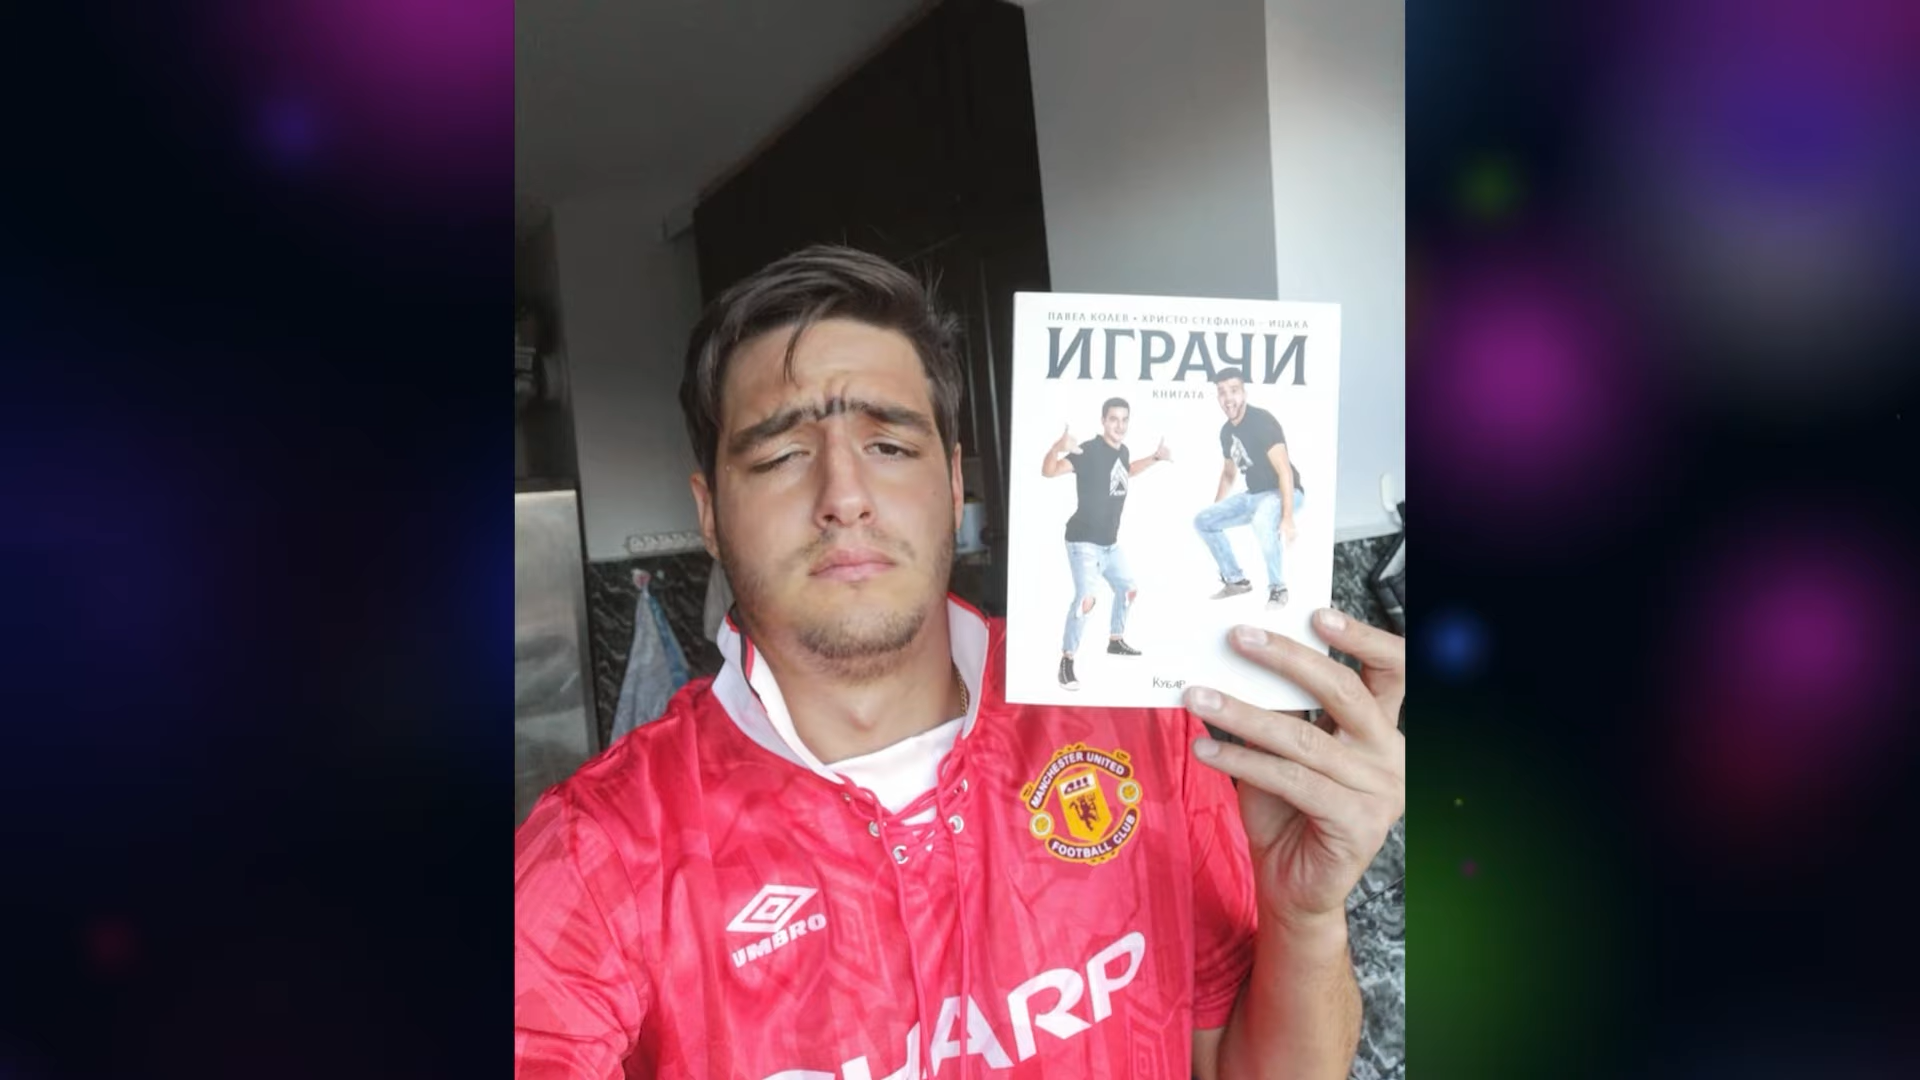 ПАВЕЛ КОЛЕВ • ХРИСТО СТЕФАНОВ - ИЦАКА
ИГРАЧИ
КНИГАТА
КУБАР
MANCHESTER UNITED
FOOTBALL CLUB
UMBRO
SHARP